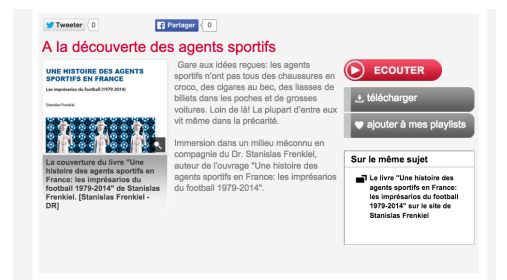 Tweeter 0
Partager 0
A la découverte des agents sportifs
UNE HISTOIRE DES AGENTS
SPORTIFS EN FRANCE
Les imprésarios du football (1979-2014)
Stanislas Frenkiel
La couverture du livre "Une
histoire des agents sportifs en
France: les imprésarios du
football 1979-2014" de Stanislas
Frenkiel. [Stanislas Frenkiel -
DR]
Gare aux idées reçues: les agents
sportifs n'ont pas tous des chaussures en
croco, des cigares au bec, des liasses de
billets dans les poches et de grosses
voitures. Loin de là! La plupart d'entre eux
vit même dans la précarité.
Immersion dans un milieu méconnu en
compagnie du Dr. Stanislas Frenkiel,
auteur de l'ouvrage "Une histoire des
agents sportifs en France: les imprésarios
du football 1979-2014".
ECOUTER
télécharger
ajouter à mes playlists
Sur le même sujet
Le livre "Une histoire des
agents sportifs en France:
les imprésarios du football
1979-2014" sur le site de
Stanislas Frenkiel